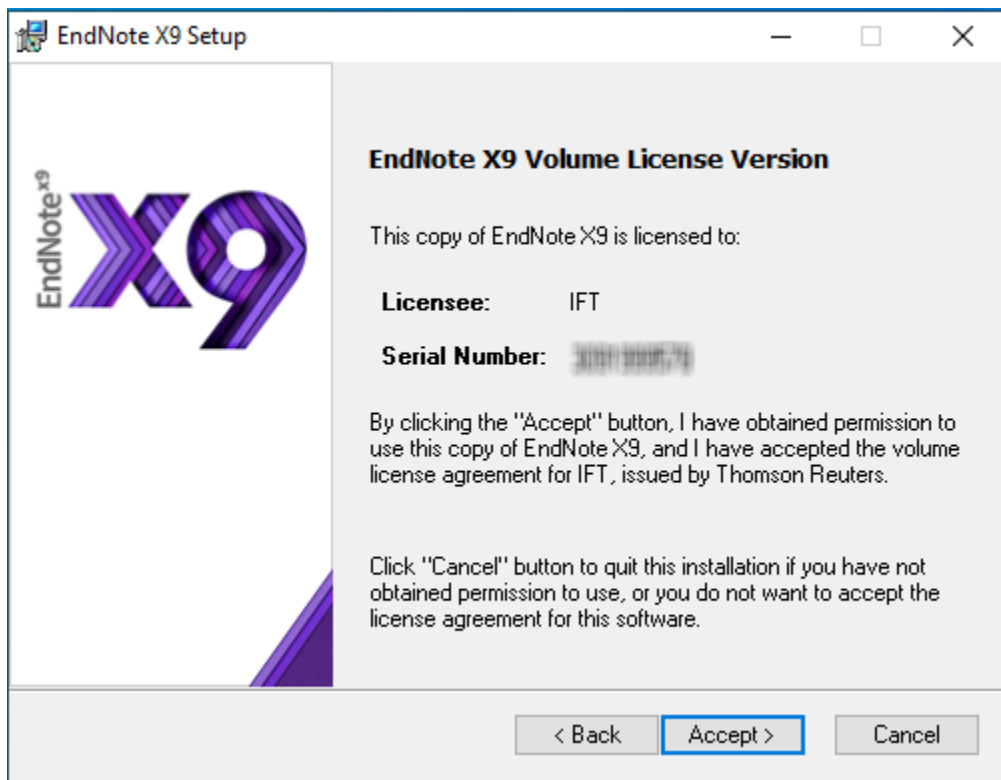 EndNote X9 Setup
EndNote x9
X9
EndNote X9 Volume License Version
This copy of EndNote X9 is licensed to:
Licensee: IFT
Serial Number:
By clicking the "Accept" button, I have obtained permission to
use this copy of EndNote X9, and I have accepted the volume
license agreement for IFT, issued by Thomson Reuters.
Click "Cancel" button to quit this installation if you have not
obtained permission to use, or you do not want to accept the
license agreement for this software.
< Back Accept > Cancel